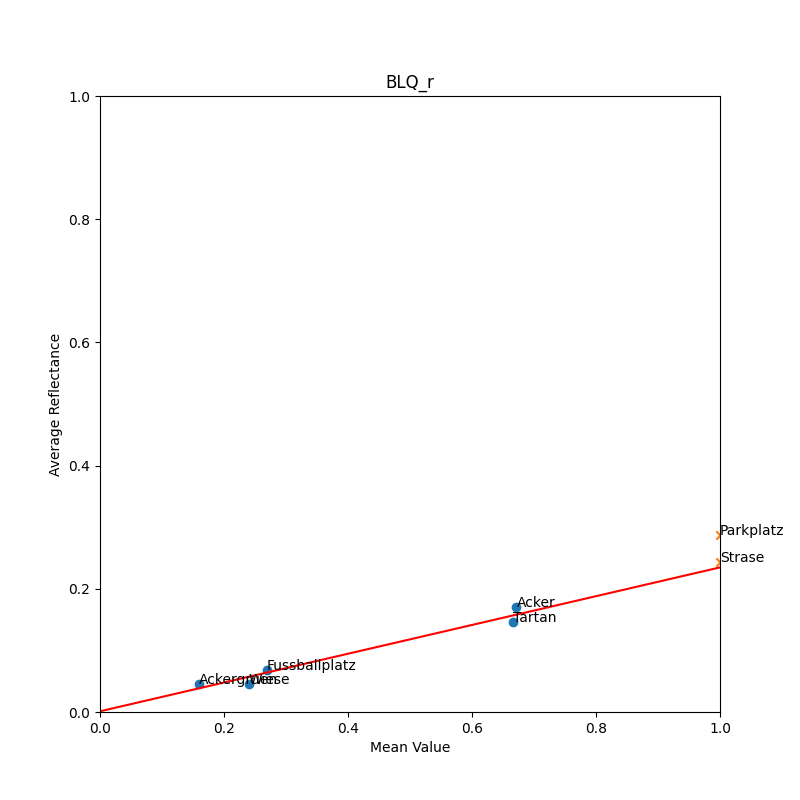 BLQ_r
1.0
0.8
0.6
0.4
0.2
0.0
Average Reflectance
Parkplatz
Strase
Acker
Tartan
Fussballplatz
Ackergruen
Wiese
0.0 0.2 0.4 0.6 0.8 1.0
Mean Value